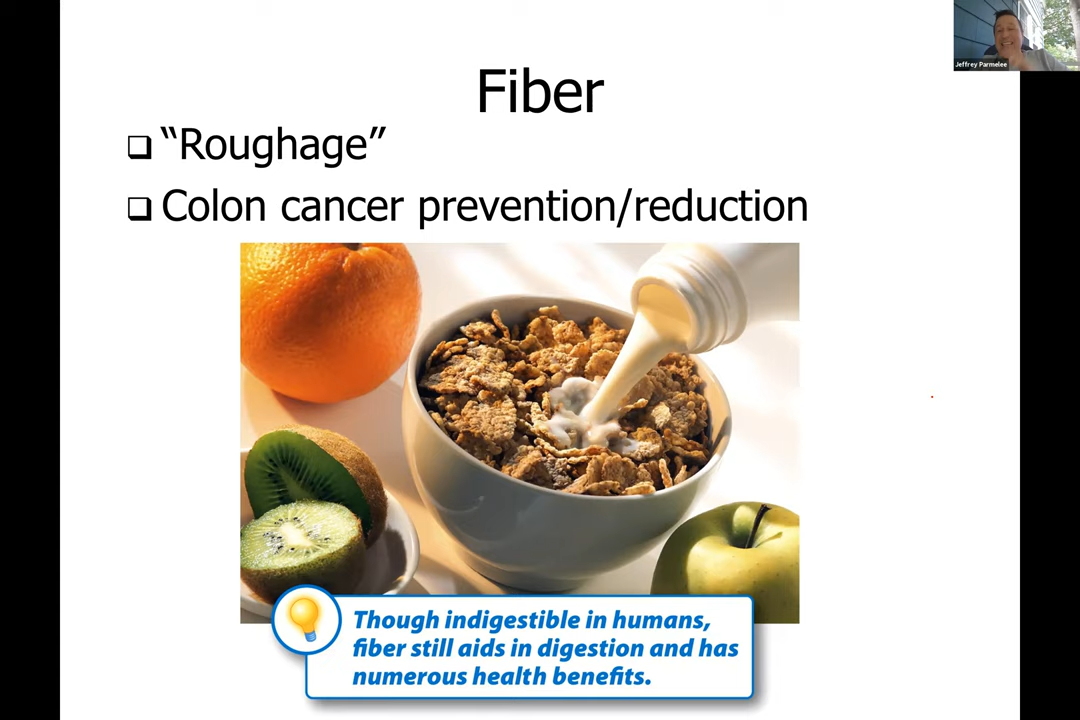 Jeffrey Parmelee
Fiber
❑ “Roughage”
❑ Colon cancer prevention/reduction
Though indigestible in humans,
fiber still aids in digestion and has
numerous health benefits.